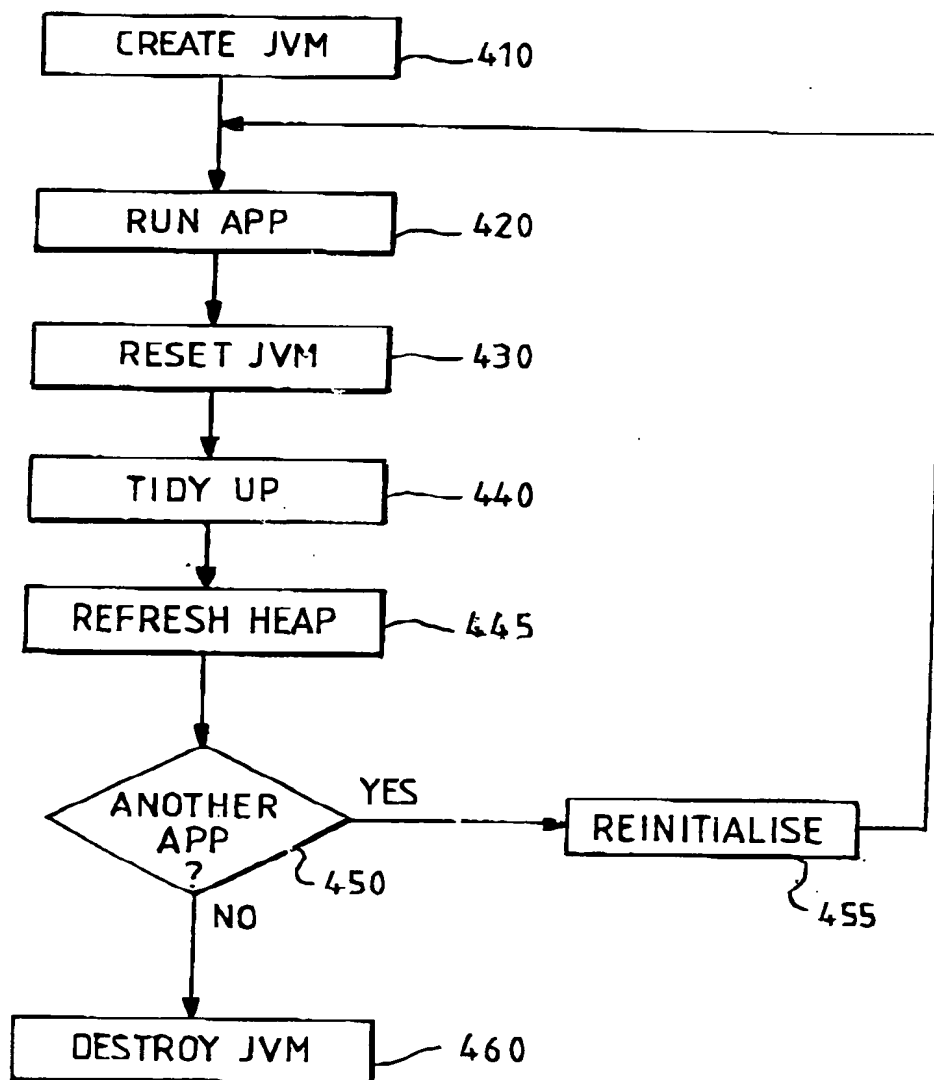 CREATE JVM
410
RUN APP
420
RESET JVM
430
TIDY UP
440
REFRESH HEAP
445
ANOTHER
APP
?
YES
450
NO
REINITIALISE
455
DESTROY JVM
460